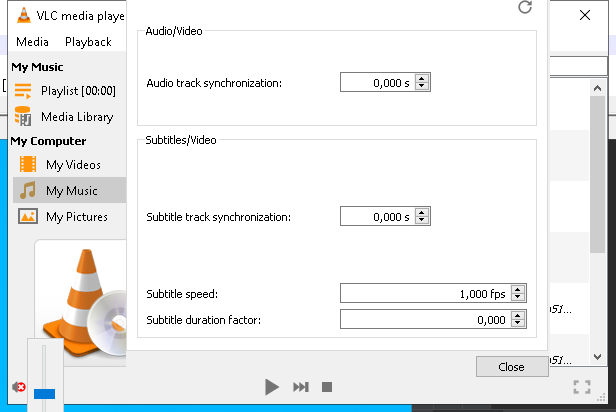 VLC media playe
Media Playback
My Music
Playlist [00:00]
Media Library
My Computer
My Videos
My Music
My Pictures
Audio/Video
Audio track synchronization: 0,000 s
Subtitles/Video
Subtitle track synchronization: 0,000 s
Subtitle speed: 1,000 fps
Subtitle duration factor: 0,000
Close